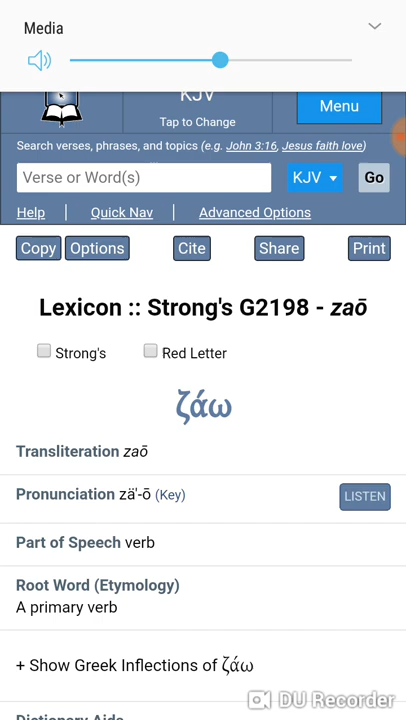 Media
KJV
Tap to Change
Menu
Search verses, phrases, and topics (e.g. John 3:16, Jesus faith love)
Verse or Word(s)
KJV
Go
Help | Quick Nav | Advanced Options
Copy Options Cite Share Print
Lexicon :: Strong's G2198 - zaō
Strong's Red Letter
ζάω
Transliteration zaō
Pronunciation zä'-ō (Key)
LISTEN
Part of Speech verb
Root Word (Etymology)
A primary verb
+ Show Greek Inflections of ζάω
DU Recorder
Dictionary Aids